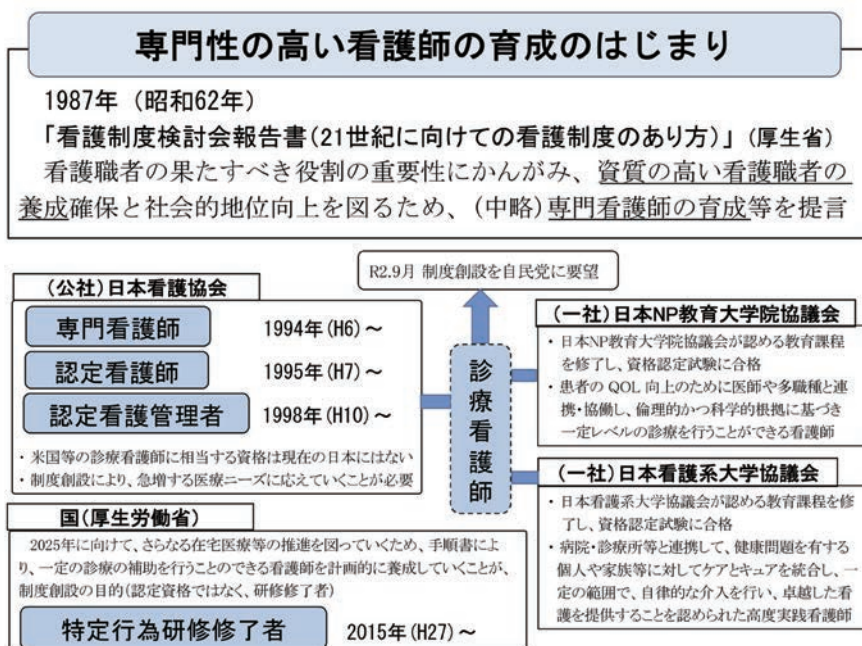 専門性の高い看護師の育成のはじまり
1987年（昭和62年）
「看護制度検討会報告書（21世紀に向けての看護制度のあり方）」（厚生省）
看護職者の果たすべき役割の重要性にかんがみ、資質の高い看護職者の
養成確保と社会的地位向上を図るため、（中略）専門看護師の育成等を提言
R2.9月 制度創設を自民党に要望
（公社）日本看護協会
専門看護師 1994年（H6）～
認定看護師 1995年（H7）～
認定看護管理者 1998年（H10）～
・米国等の診療看護師に相当する資格は現在の日本にはない
・制度創設により、急増する医療ニーズに応えていくことが必要
診療看護師
（一社）日本NP教育大学院協議会
・日本NP教育大学院協議会が認める教育課程
を修了し、資格認定試験に合格
・患者の QOL 向上のために医師や多職種と連
携・協働し、倫理的かつ科学的根拠に基づき
一定レベルの診療を行うことができる看護師
（一社）日本看護系大学協議会
・日本看護系大学協議会が認める教育課程を修
了し、資格認定試験に合格
・病院・診療所等と連携して、健康問題を有する
個人や家族等に対してケアとキュアを統合し、一
定の範囲で、自律的な介入を行い、卓越した看
護を提供することを認められた高度実践看護師
国（厚生労働省）
2025年に向けて、さらなる在宅医療等の推進を図っていくため、手順書によ
り、一定の診療の補助を行うことのできる看護師を計画的に養成していくことが、
制度創設の目的（認定資格ではなく、研修修了者）
特定行為研修修了者 2015年（H27）～